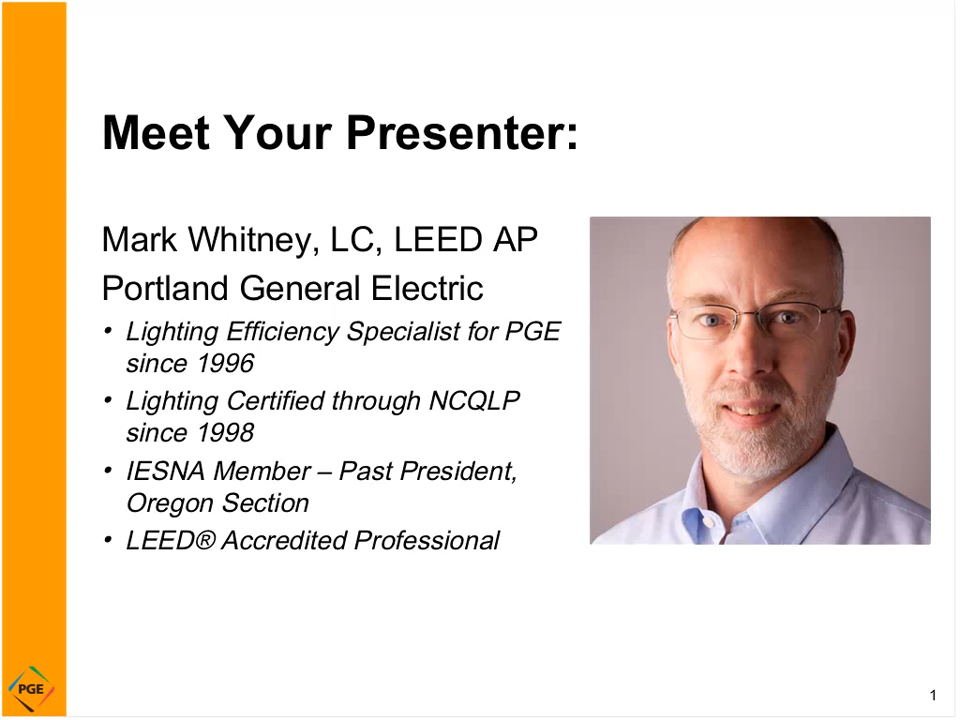 Meet Your Presenter:
Mark Whitney, LC, LEED AP
Portland General Electric
• Lighting Efficiency Specialist for PGE
since 1996
• Lighting Certified through NCQLP
since 1998
• IESNA Member – Past President,
Oregon Section
• LEED® Accredited Professional
PGE
1